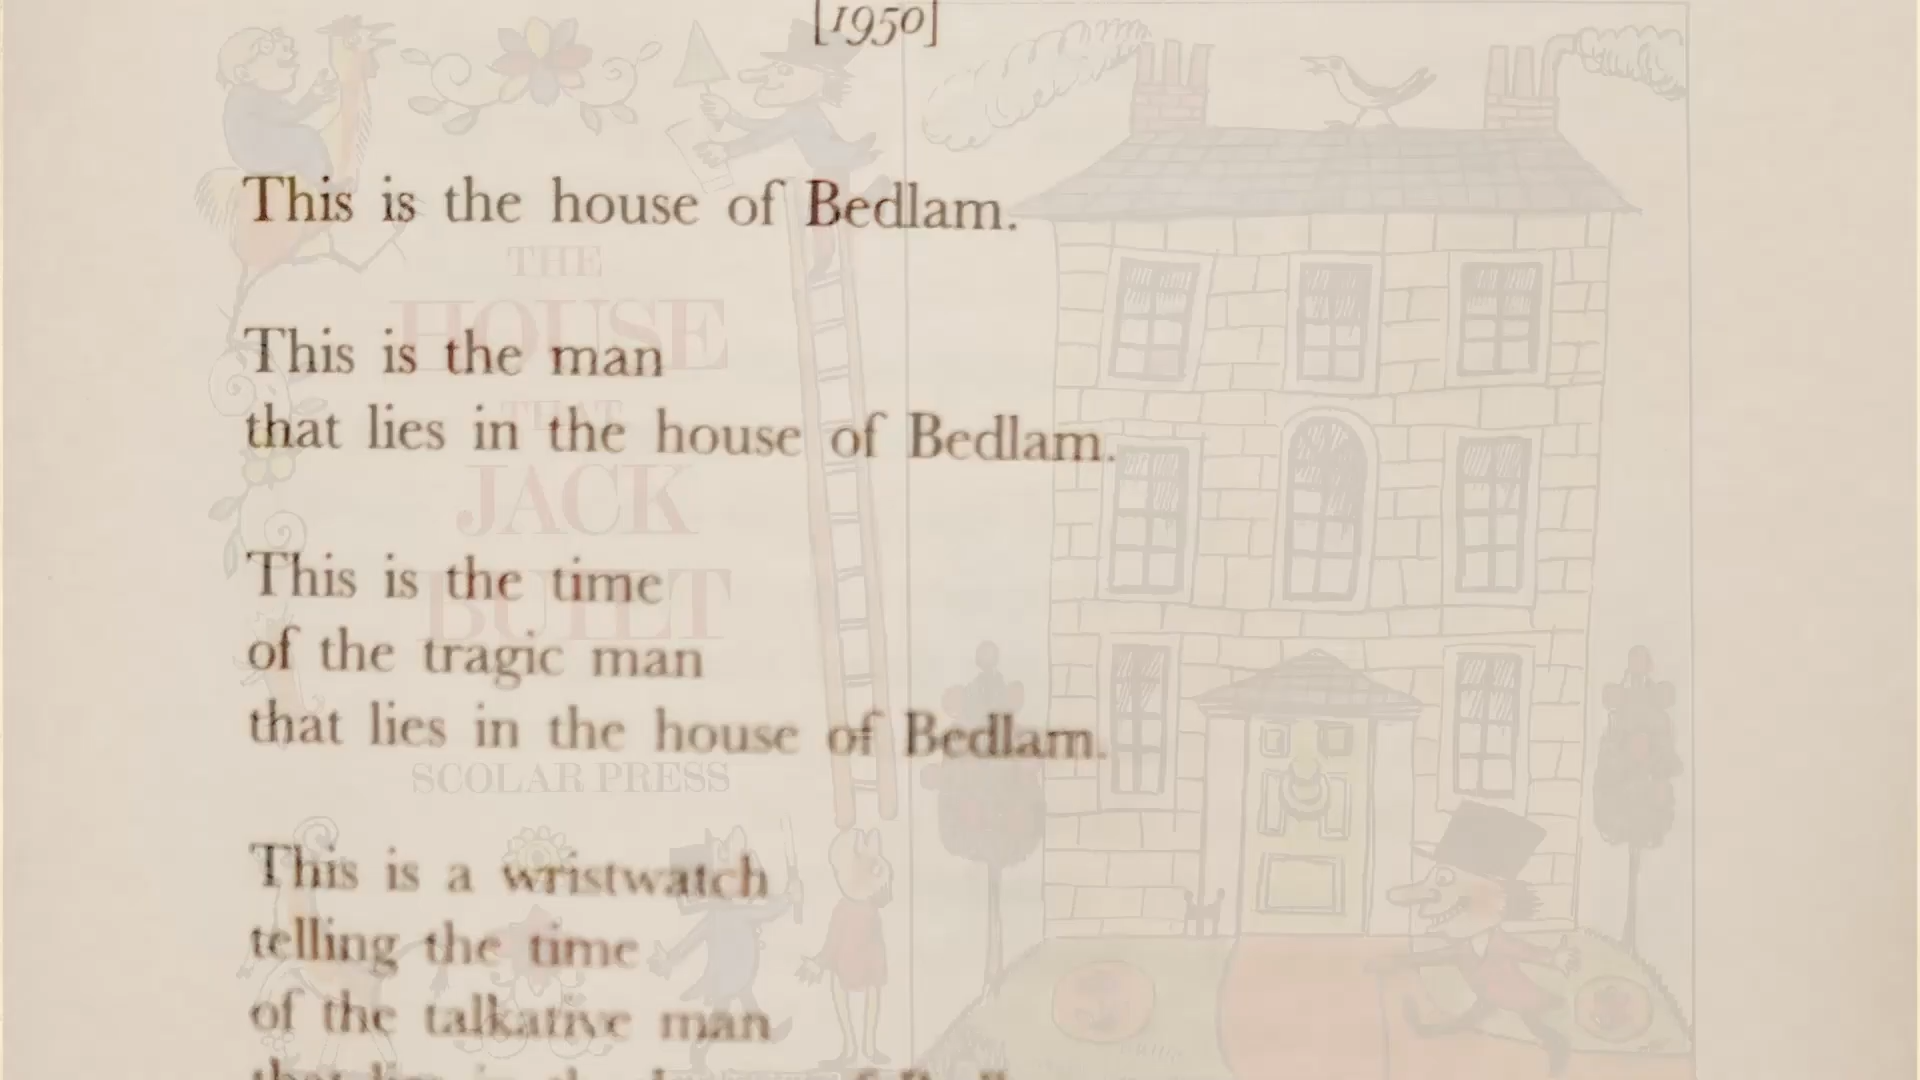 [1950]
This is the house of Bedlam.
This is the man
that lies in the house of Bedlam.
This is the time
of the tragic man
that lies in the house of Bedlam.
This is a wristwatch
telling the time
of the talkative man
THE
HOUSE
THAT
JACK
BUILT
SCOLAR PRESS